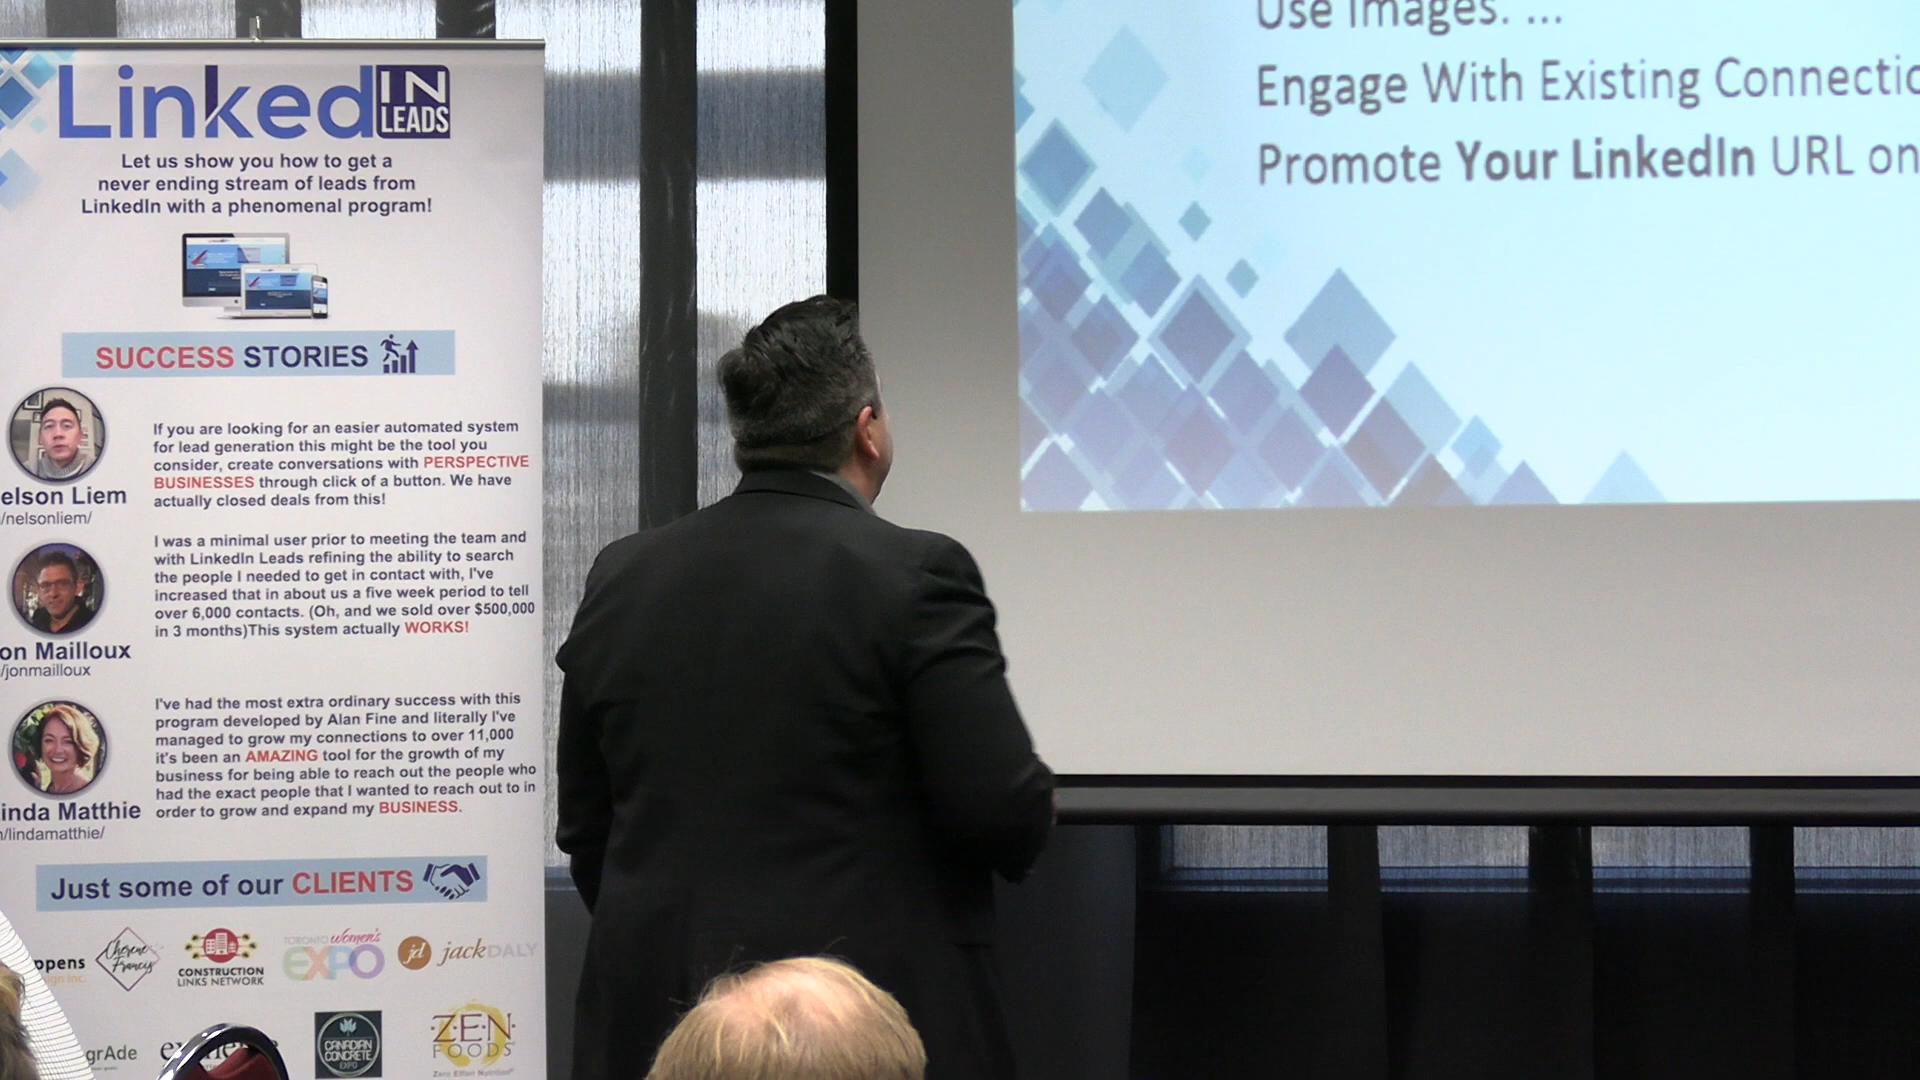 Linked IN LEADS
Let us show you how to get a
never ending stream of leads from
LinkedIn with a phenomenal program!
SUCCESS STORIES
If you are looking for an easier automated system
for lead generation this might be the tool you
consider, create conversations with PERSPECTIVE
BUSINESSES through click of a button. We have
actually closed deals from this!
elson Liem
/nelsonliem/
I was a minimal user prior to meeting the team and
with LinkedIn Leads refining the ability to search
the people I needed to get in contact with, I've
increased that in about us a five week period to tell
over 6,000 contacts. (Oh, and we sold over $500,000
in 3 months)This system actually WORKS!
on Mailloux
/jonmailloux
I've had the most extra ordinary success with this
program developed by Alan Fine and literally I've
managed to grow my connections to over 11,000
it's been an AMAZING tool for the growth of my
business for being able to reach out the people who
had the exact people that I wanted to reach out to in
order to grow and expand my BUSINESS.
inda Matthie
/lindamatthie/
Just some of our CLIENTS
ppens
ign inc.
Cherene
Francis
CONSTRUCTION
LINKS NETWORK
TORONTO women's
EXPO
jd jack DALY
grAde
CANADIAN
CONCRETE
EXPO
ZEN
FOODS
Zero Effort Nutrition
Use Images. ...
Engage With Existing Connectio
Promote Your LinkedIn URL on